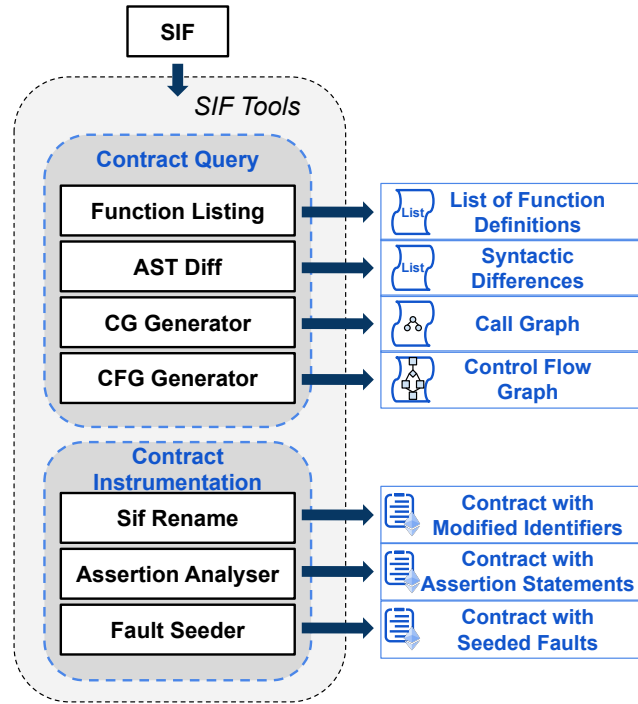 SIF
SIF Tools
Contract Query
Function Listing
List
List of Function
Definitions
AST Diff
List
Syntactic
Differences
CG Generator
Call Graph
CFG Generator
Control Flow
Graph
Contract
Instrumentation
Sif Rename
Contract with
Modified Identifiers
Assertion Analyser
Contract with
Assertion Statements
Fault Seeder
Contract with
Seeded Faults